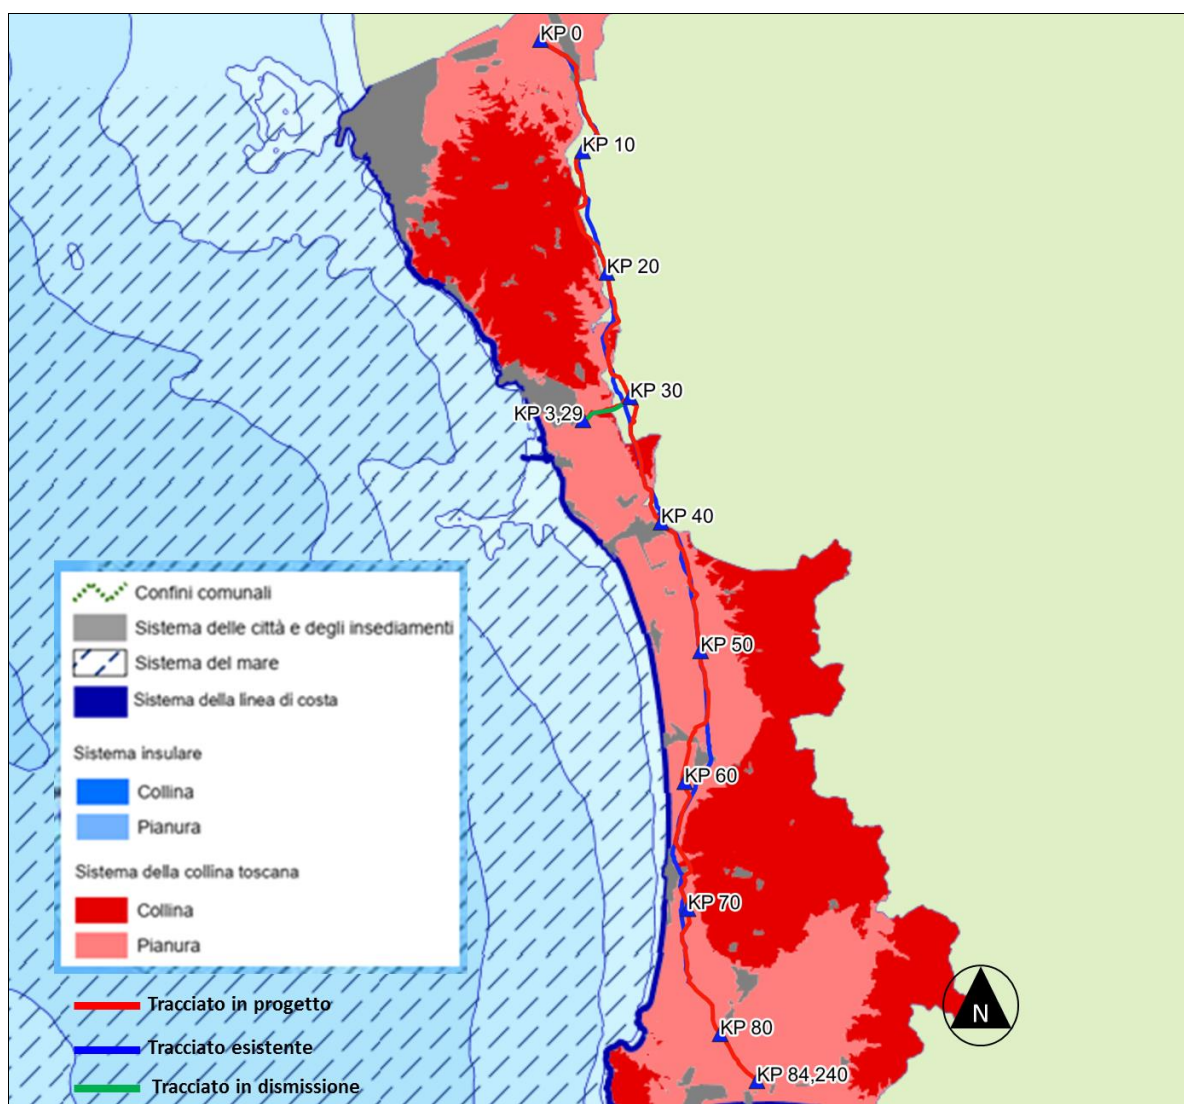 KP 0
KP 10
KP 20
KP 30
KP 3,29
KP 40
Confini comunali
Sistema delle città e degli insediamenti
Sistema del mare
Sistema della linea di costa
KP 50
Sistema insulare
KP 60
Collina
Pianura
Sistema della collina toscana
Collina
KP 70
Pianura
Tracciato in progetto
N
KP 80
Tracciato esistente
KP 84,240
Tracciato in dismissione